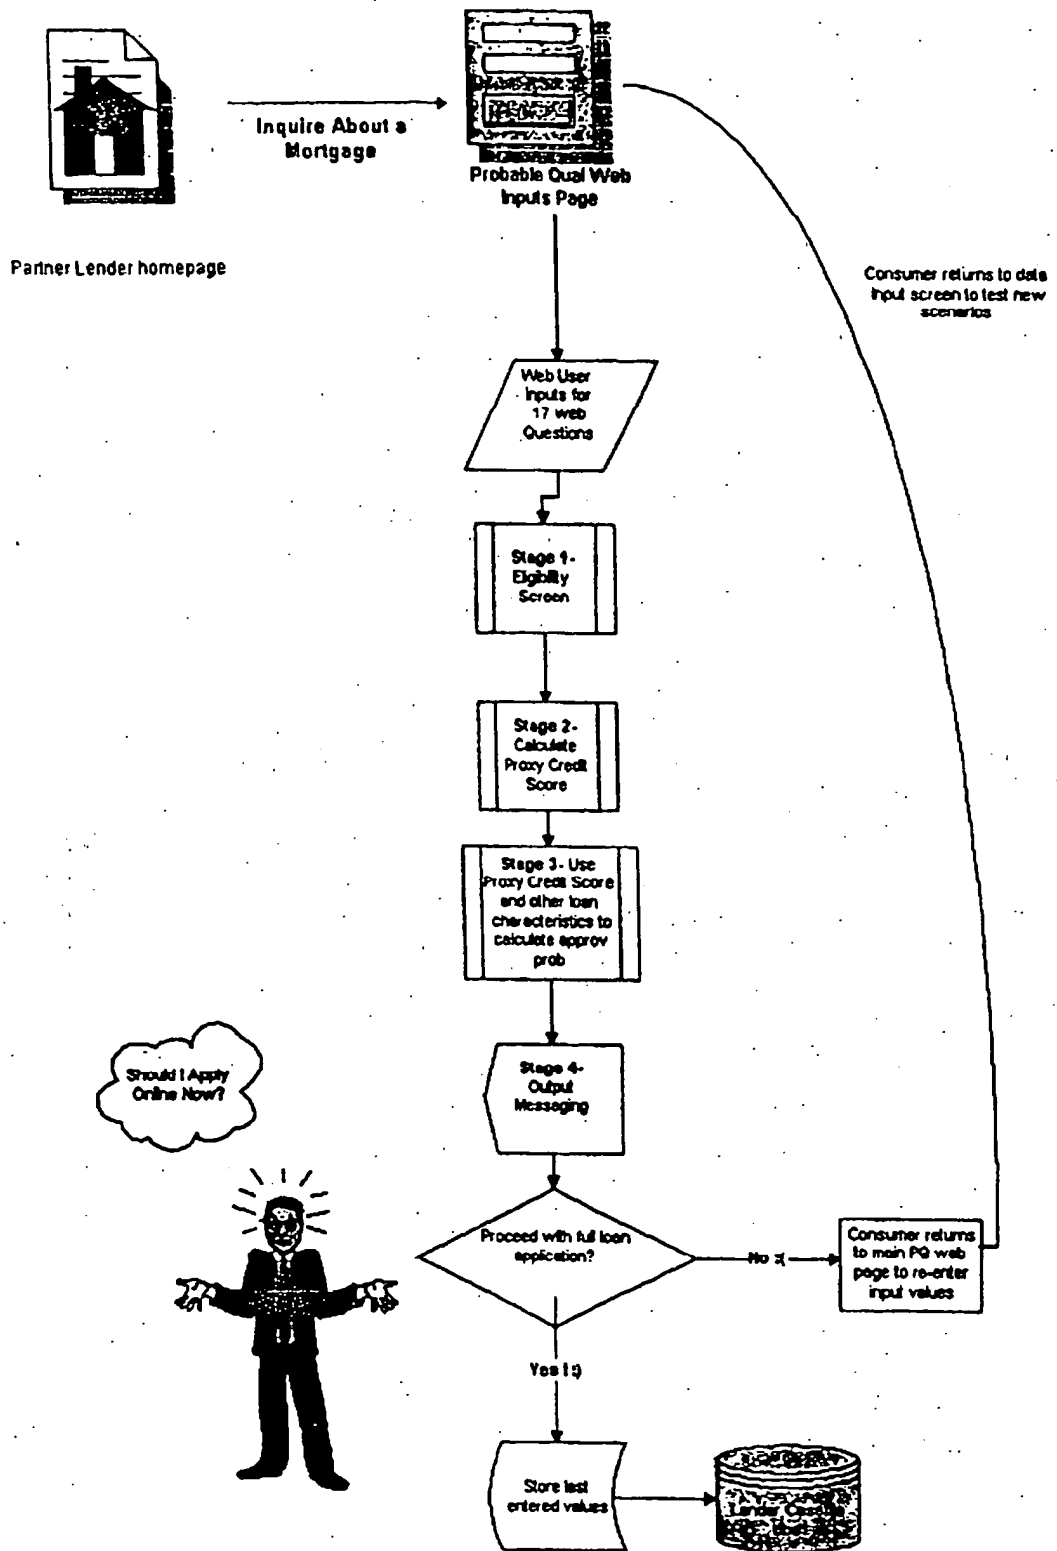 Inquire About a
Mortgage
Probable Qual Web
Inputs Page
Partner Lender homepage
Consumer returns to data
input screen to test new
scenarios
Web User
Inputs for
17 web
Questions
Stage 1-
Eligibility
Screen
Stage 2-
Calculate
Proxy Credit
Score
Stage 3- Use
Proxy Credit Score
and other loan
characteristics to
calculate approv
prob
Stage 4-
Output
Messaging
Should I Apply
Online Now?
Proceed with full loan
application?
No :(
Consumer returns
to main PQ web
page to re-enter
input values
Yes ! :)
Store last
entered values
Lender